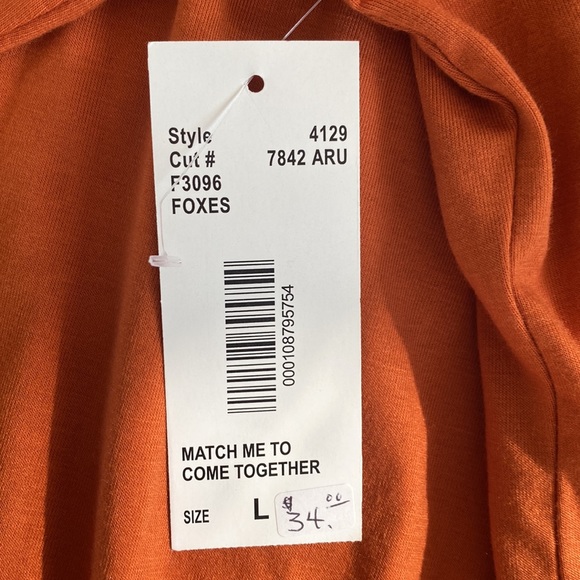 Style 4129
Cut # 7842 ARU
F3096
FOXES
000108795754
MATCH ME TO
COME TOGETHER
SIZE L
$34.00